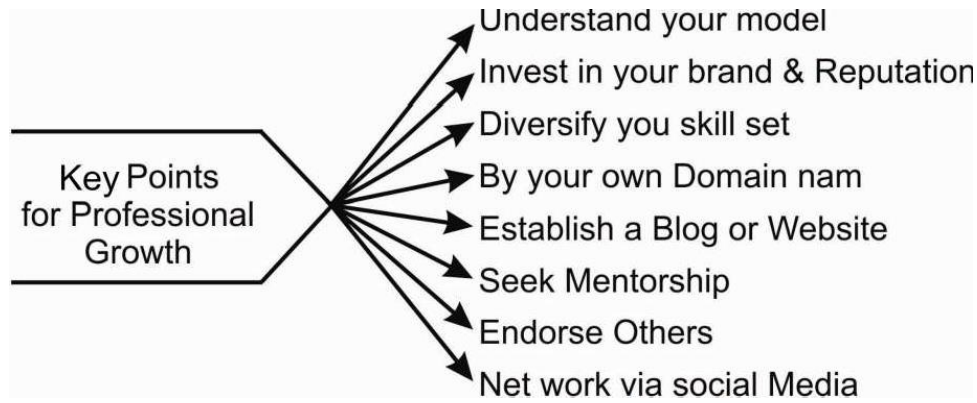 Key Points
for Professional
Growth
Understand your model
Invest in your brand & Reputation
Diversify you skill set
By your own Domain nam
Establish a Blog or Website
Seek Mentorship
Endorse Others
Net work via social Media